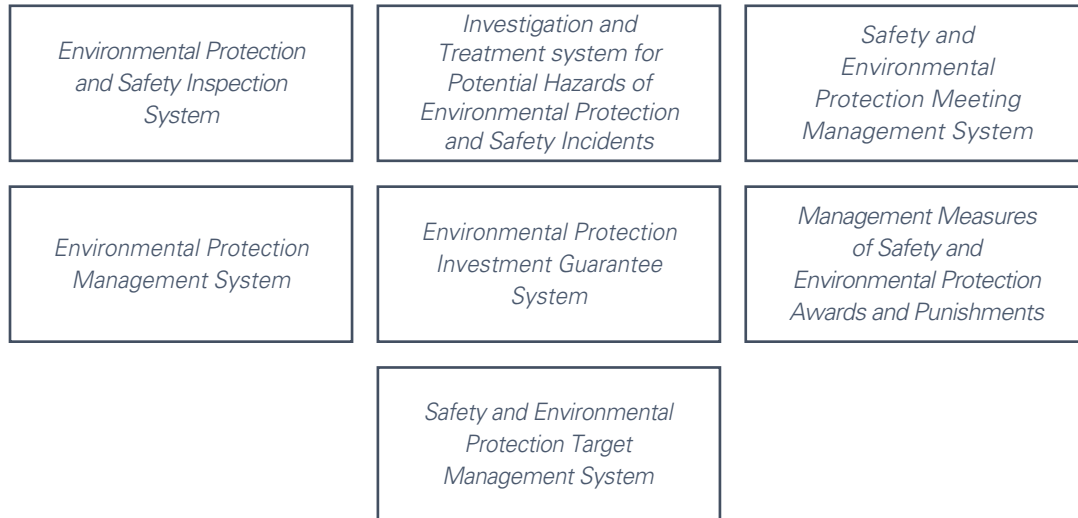 Environmental Protection
and Safety Inspection
System
Investigation and
Treatment system for
Potential Hazards of
Environmental Protection
and Safety Incidents
Safety and
Environmental
Protection Meeting
Management System
Environmental Protection
Management System
Environmental Protection
Investment Guarantee
System
Management Measures
of Safety and
Environmental Protection
Awards and Punishments
Safety and Environmental
Protection Target
Management System